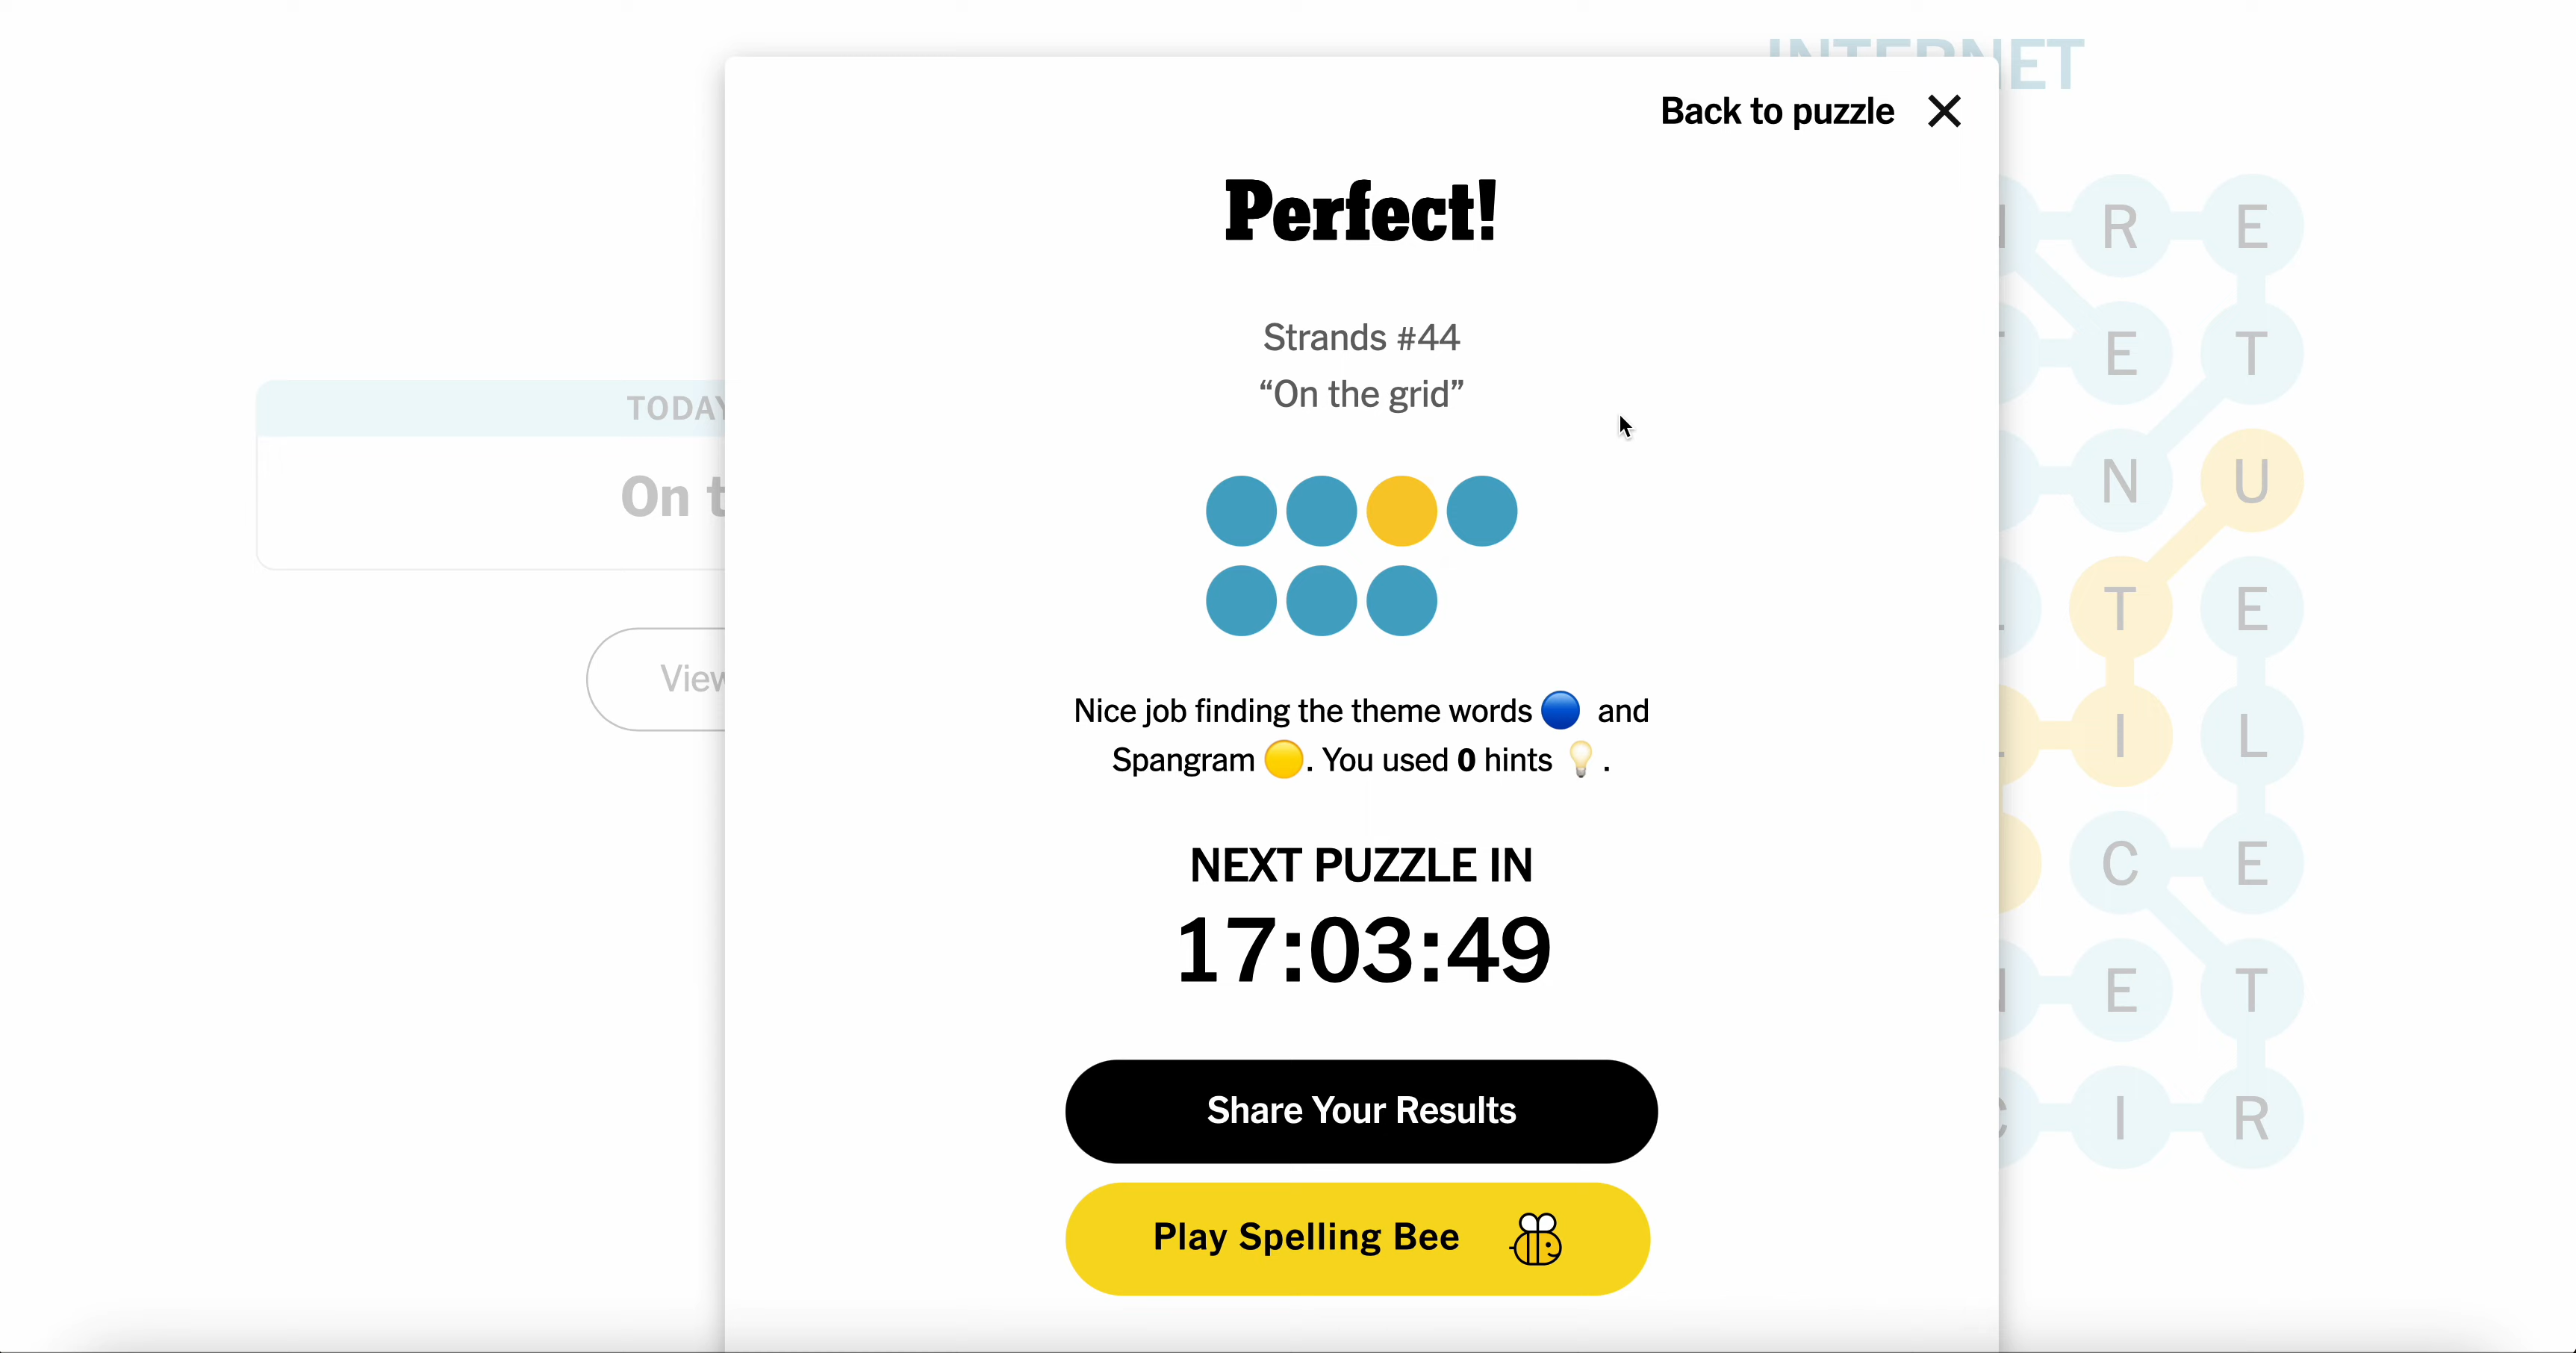 INTERNET
Back to puzzle
Perfect!
Strands #44
“On the grid”
TODAY
On t
View
Nice job finding the theme words and
Spangram . You used 0 hints .
NEXT PUZZLE IN
17:03:49
Share Your Results
Play Spelling Bee
R E
E T
N U
T E
I L
C E
E T
I R